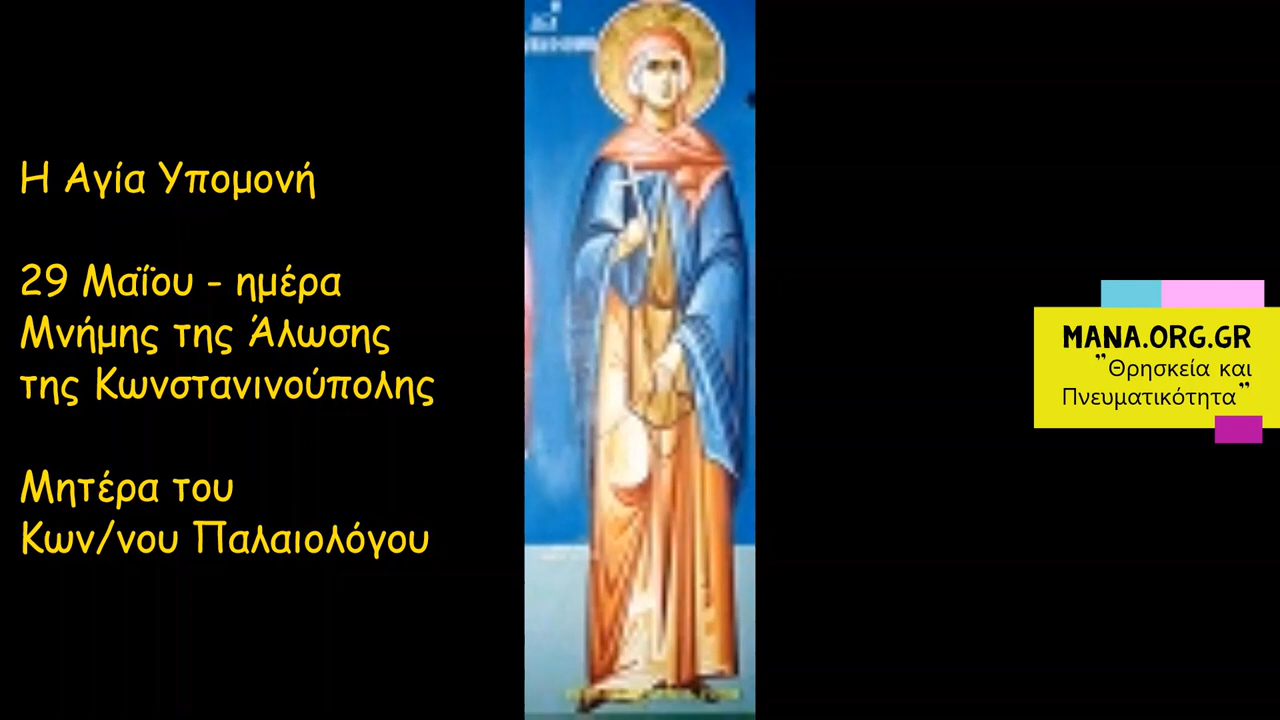 Η Αγία Υπομονή
29 Μαΐου - ημέρα
Μνήμης της Άλωσης
της Κωνστανινούπολης
Μητέρα του
Κων/νου Παλαιολόγου
MANA.ORG.GR
"Θρησκεία και
Πνευματικότητα"